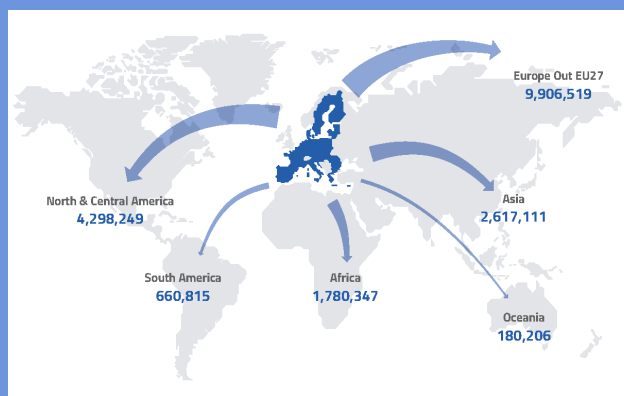 Europe Out EU27
9,906,519
North & Central America
4,298,249
Asia
2,617,111
South America
660,815
Africa
1,780,347
Oceania
180,206